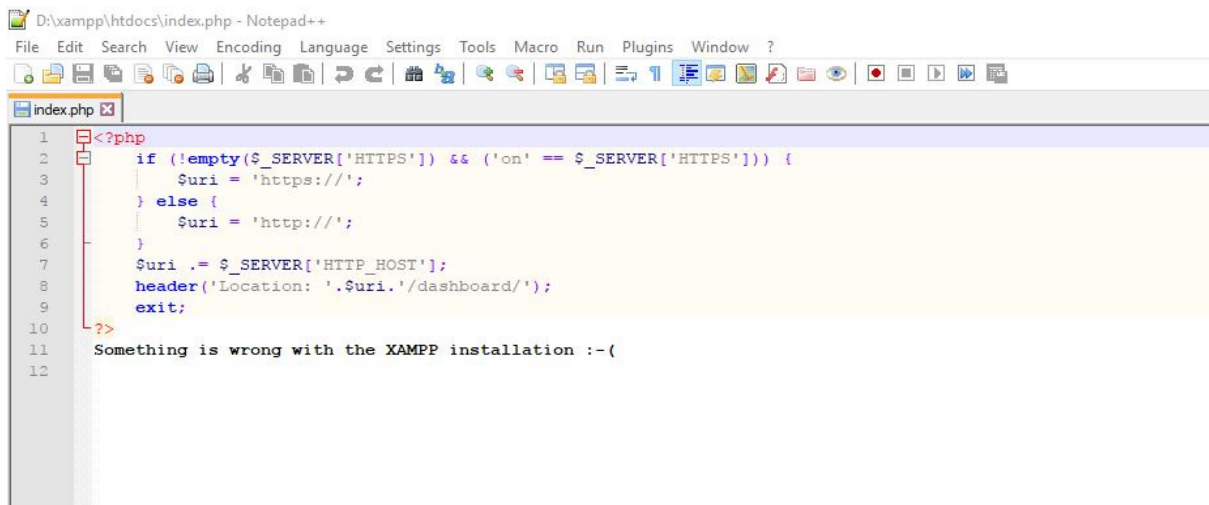 D:\xampp\htdocs\index.php - Notepad++
File Edit Search View Encoding Language Settings Tools Macro Run Plugins Window ?
index.php
1 <?php
2 if (!empty($_SERVER['HTTPS']) && ('on' == $_SERVER['HTTPS'])) {
3 $uri = 'https://';
4 } else {
5 $uri = 'http://';
6 }
7 $uri .= $_SERVER['HTTP_HOST'];
8 header('Location: '.$uri.'/dashboard/');
9 exit;
10 ?>
11 Something is wrong with the XAMPP installation :-(
12